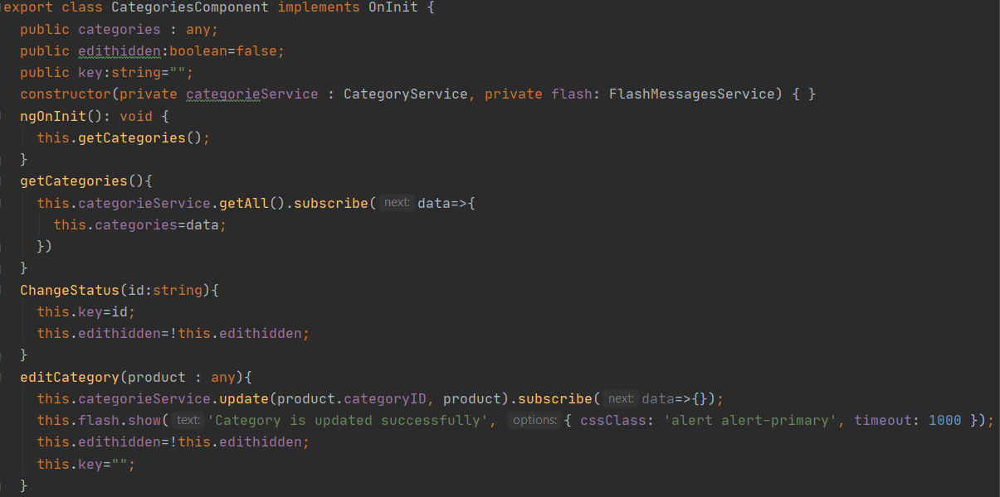 export class CategoriesComponent implements OnInit {
public categories : any;
public edithidden:boolean=false;
public key:string="";
constructor(private categorieService : CategoryService, private flash: FlashMessagesService) { }
ngOnInit(): void {
this.getCategories();
}
getCategories(){
this.categorieService.getAll().subscribe( next: data=>{
this.categories=data;
})
}
ChangeStatus(id:string){
this.key=id;
this.edithidden=!this.edithidden;
}
editCategory(product : any){
this.categorieService.update(product.categoryID, product).subscribe( next: data=>{});
this.flash.show( text: 'Category is updated successfully', options: { cssClass: 'alert alert-primary', timeout: 1000 });
this.edithidden=!this.edithidden;
this.key="";
}